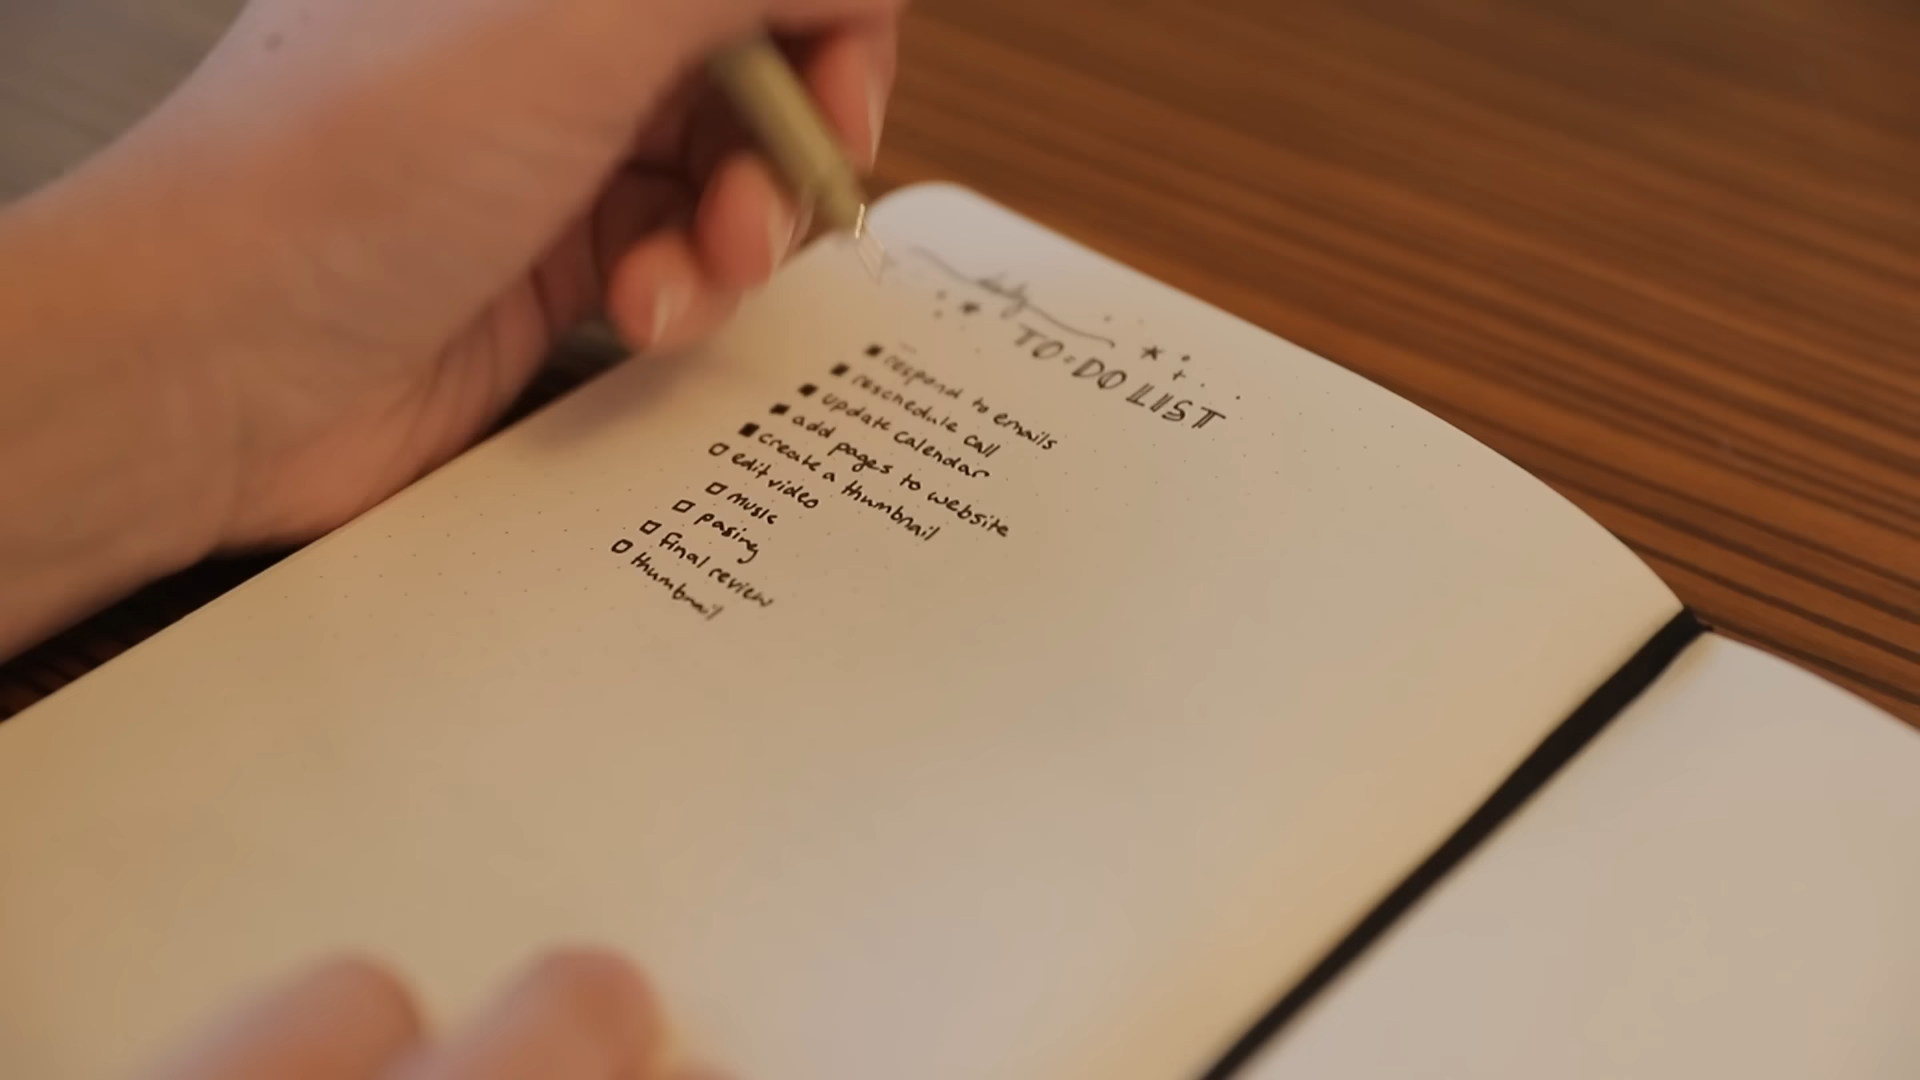 daily
TO-DO LIST
respond to emails
reschedule call
update calendar
add pages to website
create a thumbnail
edit video
music
pasing
final review
thumbnail